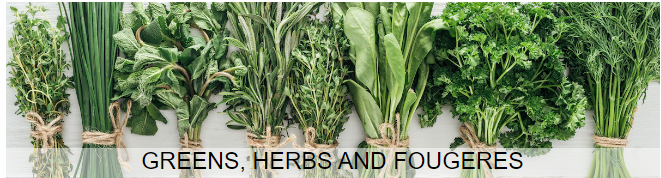 GREENS, HERBS AND FOUGERES